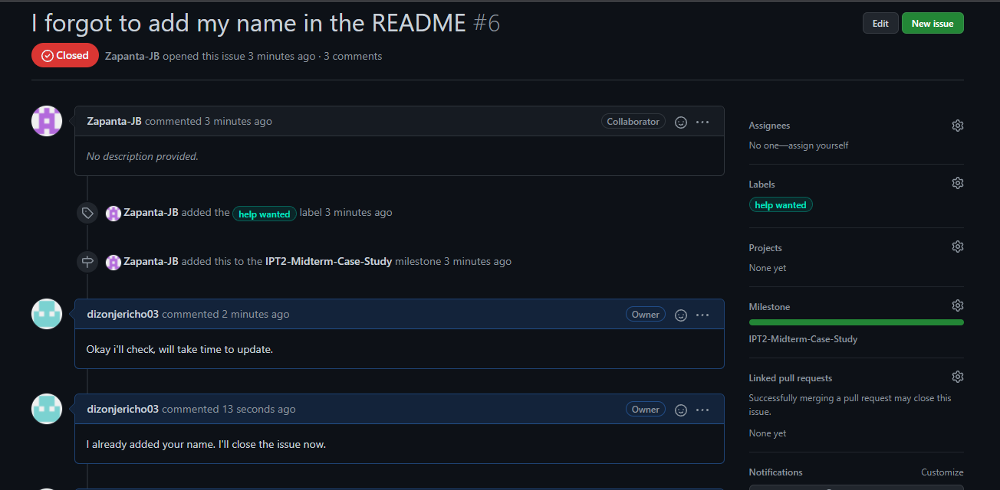 I forgot to add my name in the README #6
Edit
New issue
Closed
Zapanta-JB opened this issue 3 minutes ago · 3 comments
Zapanta-JB commented 3 minutes ago
Collaborator
No description provided.
Zapanta-JB added the help wanted label 3 minutes ago
Zapanta-JB added this to the IPT2-Midterm-Case-Study milestone 3 minutes ago
dizonjericho03 commented 2 minutes ago
Owner
Okay i'll check, will take time to update.
dizonjericho03 commented 13 seconds ago
Owner
I already added your name. I'll close the issue now.
Assignees
No one—assign yourself
Labels
help wanted
Projects
None yet
Milestone
IPT2-Midterm-Case-Study
Linked pull requests
Successfully merging a pull request may close this
issue.
None yet
Notifications
Customize